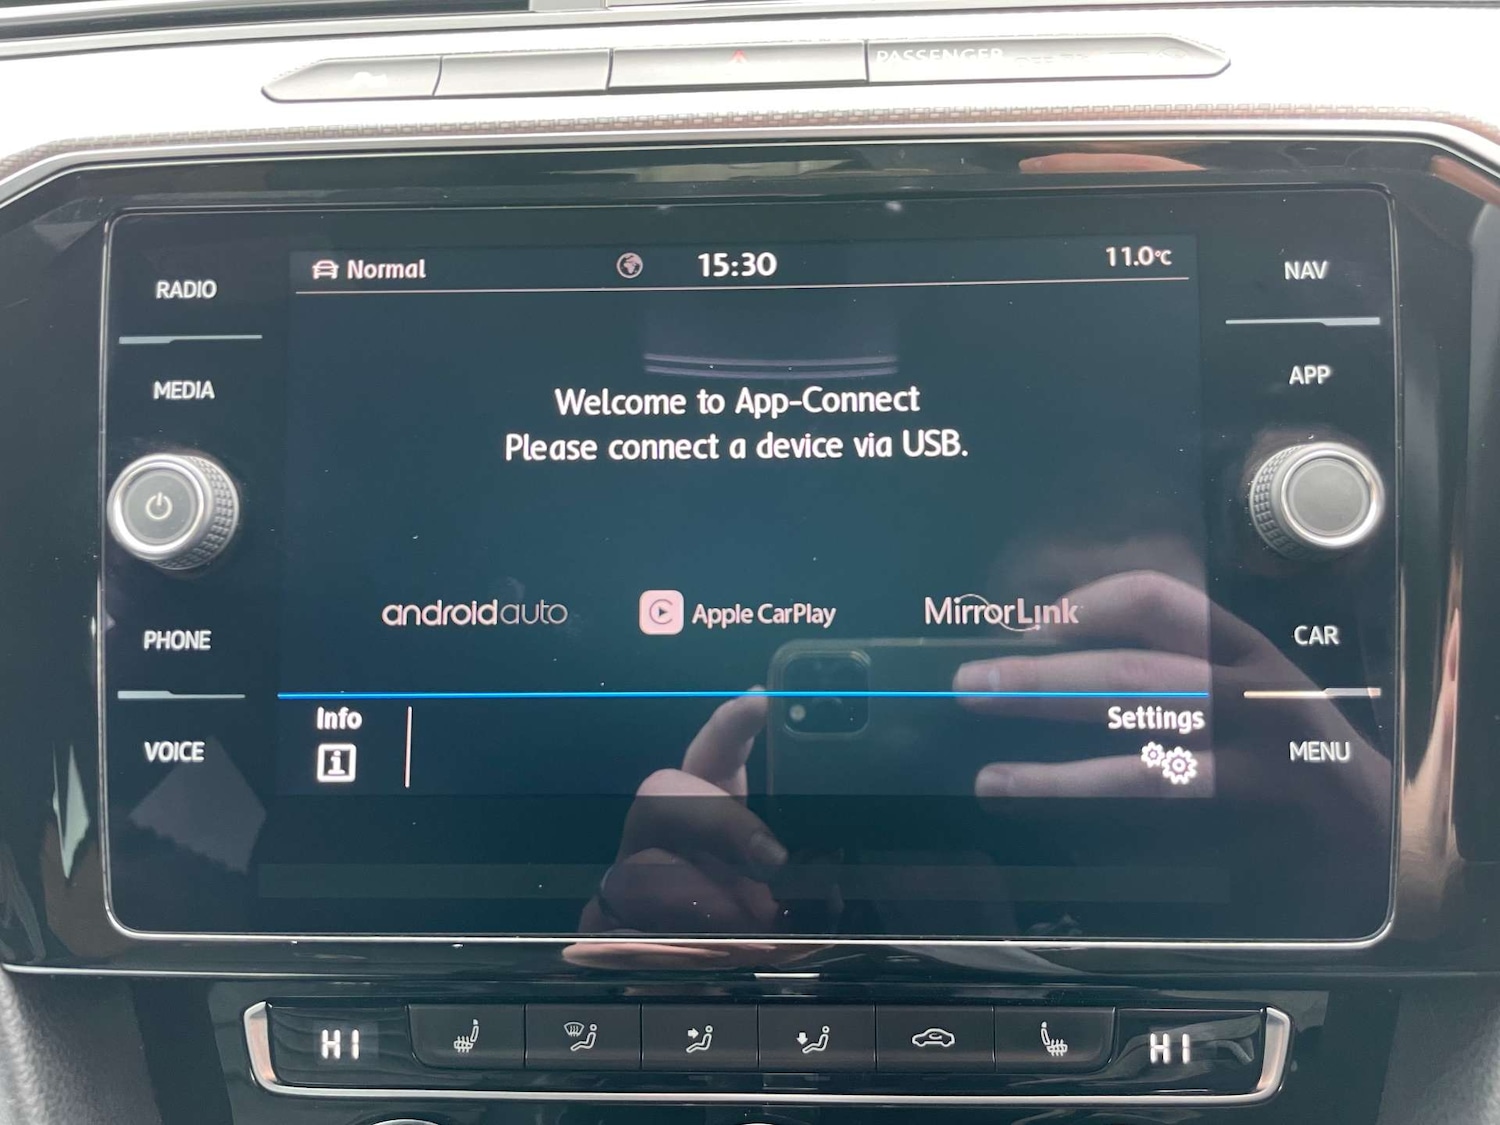 PASSENGER
Normal 15:30 11.0°C
RADIO
MEDIA
PHONE
VOICE
Welcome to App-Connect
Please connect a device via USB.
androidauto Apple CarPlay MirrorLink
Info Settings
NAV
APP
CAR
MENU
HI HI